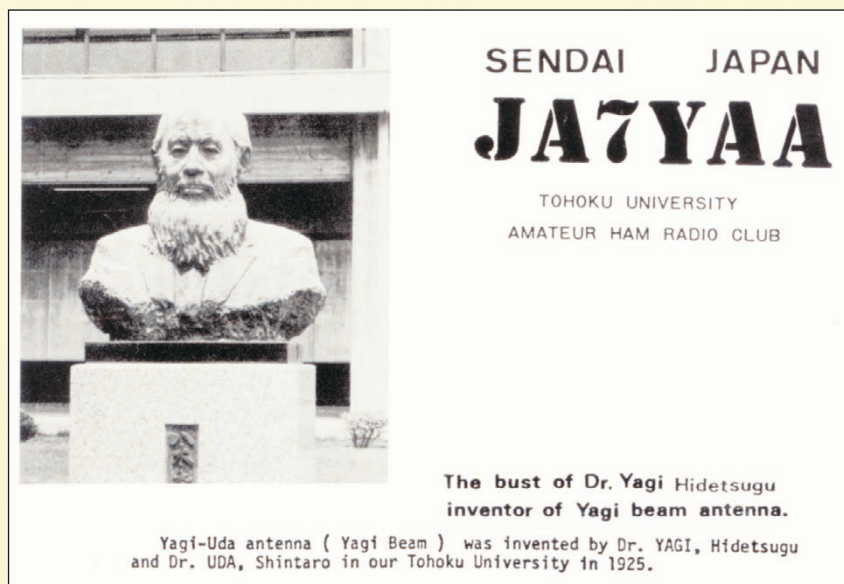 SENDAI JAPAN
JA7YAA
TOHOKU UNIVERSITY
AMATEUR HAM RADIO CLUB
The bust of Dr. Yagi Hidetsugu
inventor of Yagi beam antenna.
Yagi-Uda antenna ( Yagi Beam ) was invented by Dr. YAGI, Hidetsugu
and Dr. UDA, Shintaro in our Tohoku University in 1925.